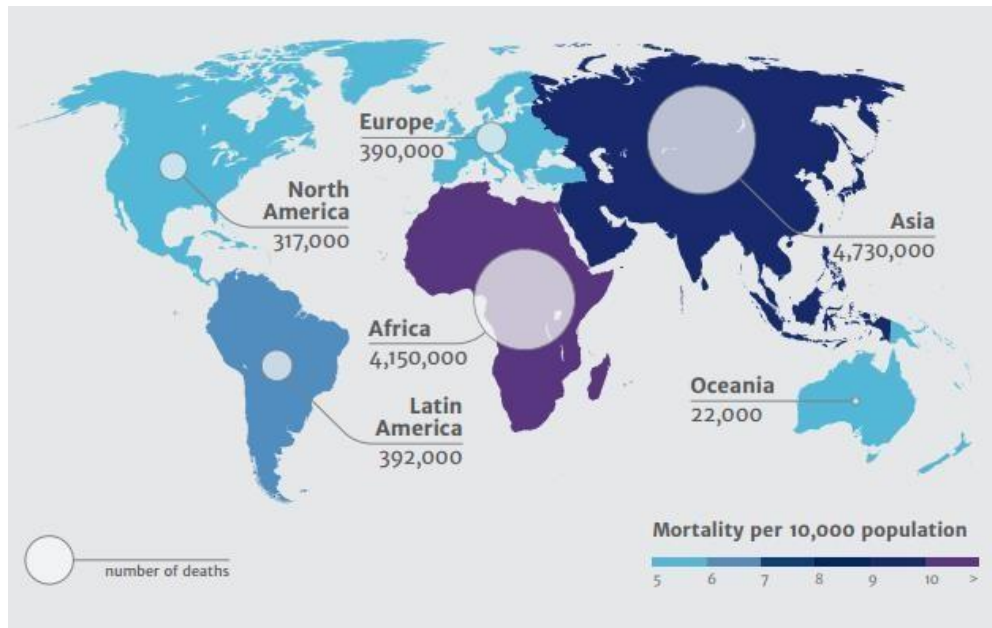 Europe
390,000
North
America
317,000
Asia
4,730,000
Africa
4,150,000
Oceania
22,000
Latin
America
392,000
Mortality per 10,000 population
5 6 7 8 9 10 >
number of deaths